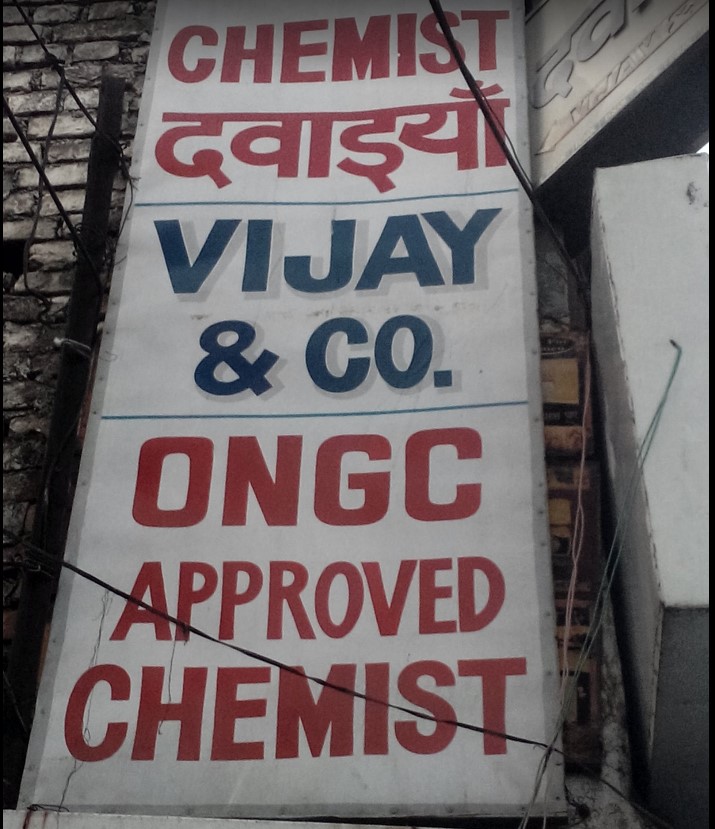 CHEMIST
दवाइयाँ
VIJAY
& CO.
ONGC
APPROVED
CHEMIST